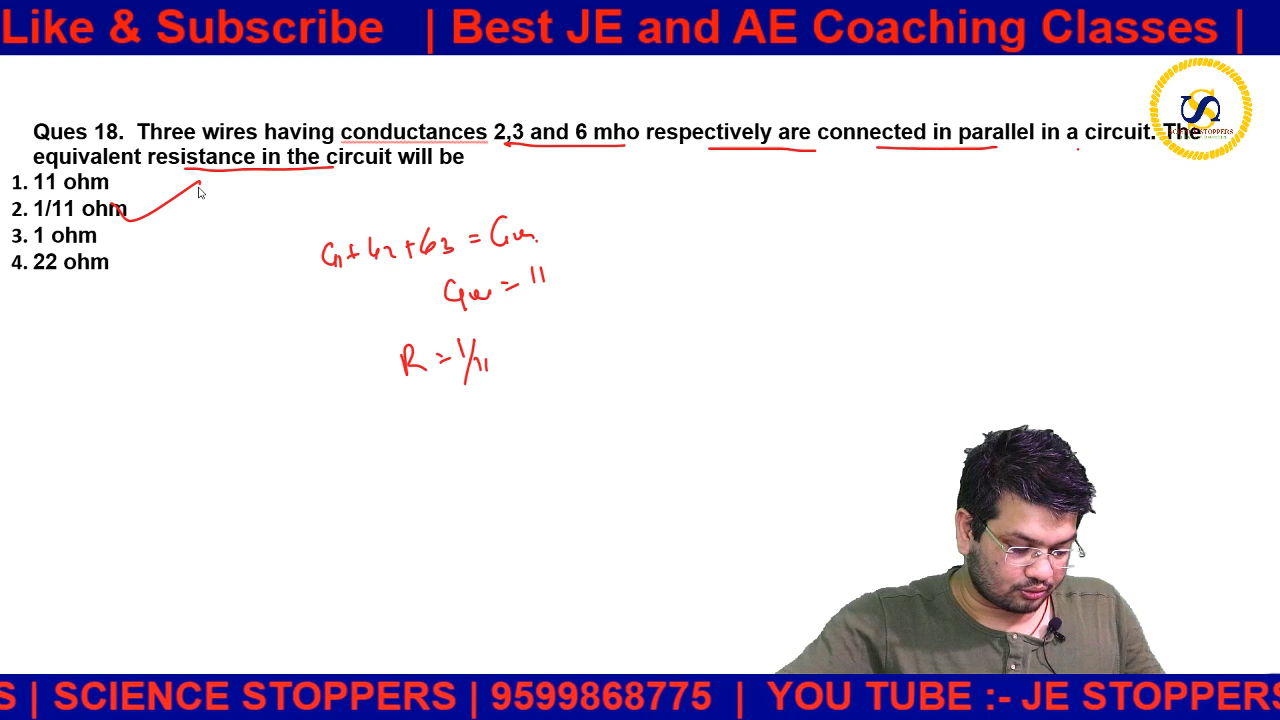 Like & Subscribe | Best JE and AE Coaching Classes |
Ques 18. Three wires having conductances 2,3 and 6 mho respectively are connected in parallel in a circuit. The
equivalent resistance in the circuit will be
1. 11 ohm
2. 1/11 ohm
3. 1 ohm
4. 22 ohm
G1+G2+G3 =
= 11
R = 1/11
S | SCIENCE STOPPERS | 9599868775 | YOU TUBE :- JE STOPPERS